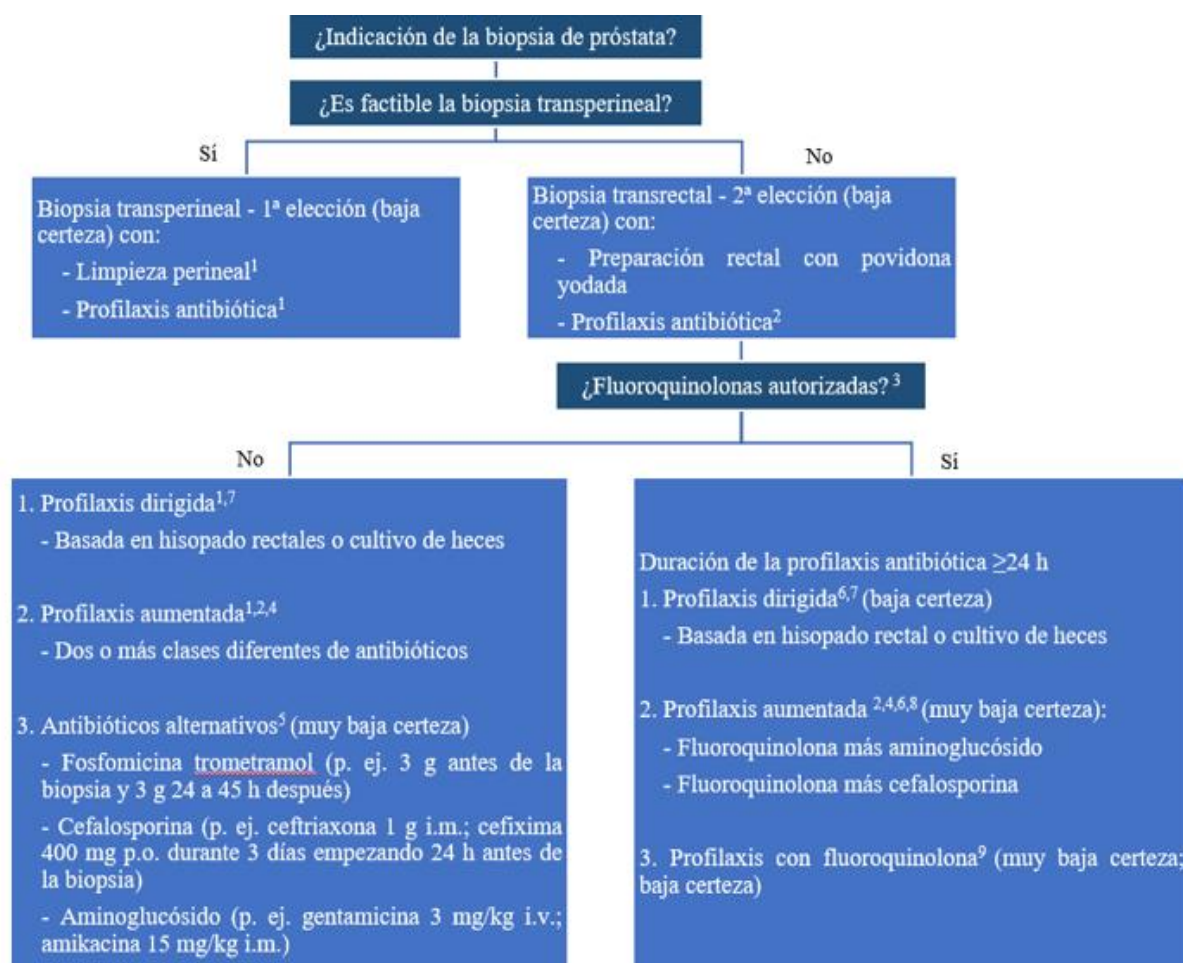 ¿Indicación de la biopsia de próstata?
¿Es factible la biopsia transperineal?
Sí
No
Biopsia transperineal - 1ª elección (baja
certeza) con:
- Limpieza perineal¹
- Profilaxis antibiótica¹
Biopsia transrectal - 2ª elección (baja
certeza) con:
- Preparación rectal con povidona
yodada
- Profilaxis antibiótica²
¿Fluoroquinolonas autorizadas? ³
No
Sí
1. Profilaxis dirigida¹,⁷
- Basada en hisopado rectales o cultivo de heces
2. Profilaxis aumentada¹,²,⁴
- Dos o más clases diferentes de antibióticos
3. Antibióticos alternativos⁵ (muy baja certeza)
- Fosfomicina trometramol (p. ej. 3 g antes de la
biopsia y 3 g 24 a 45 h después)
- Cefalosporina (p. ej. ceftriaxona 1 g i.m.; cefixima
400 mg p.o. durante 3 días empezando 24 h antes de
la biopsia)
- Aminoglucósido (p. ej. gentamicina 3 mg/kg i.v.;
amikacina 15 mg/kg i.m.)
Duración de la profilaxis antibiótica ≥24 h
1. Profilaxis dirigida⁶,⁷ (baja certeza)
- Basada en hisopado rectal o cultivo de heces
2. Profilaxis aumentada ²,⁴,⁶,⁸ (muy baja certeza):
- Fluoroquinolona más aminoglucósido
- Fluoroquinolona más cefalosporina
3. Profilaxis con fluoroquinolona⁹ (muy baja certeza;
baja certeza)